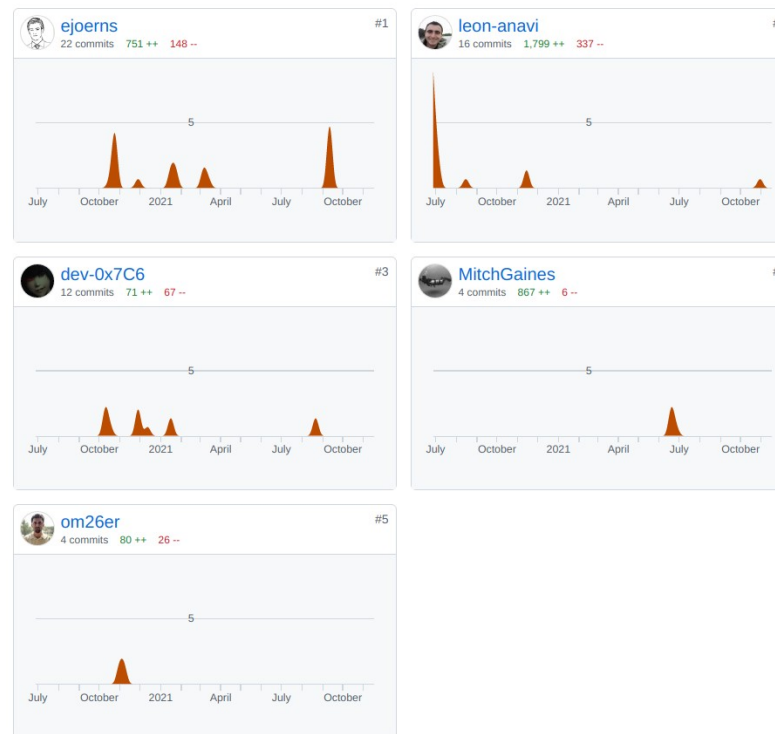 ejoerns
#1
22 commits 751 ++ 148 --
5
July October 2021 April July October
leon-anavi
16 commits 1,799 ++ 337 --
5
July October 2021 April July October
dev-0x7C6
#3
12 commits 71 ++ 67 --
5
July October 2021 April July October
MitchGaines
4 commits 867 ++ 6 --
5
July October 2021 April July October
om26er
#5
4 commits 80 ++ 26 --
5
July October 2021 April July October